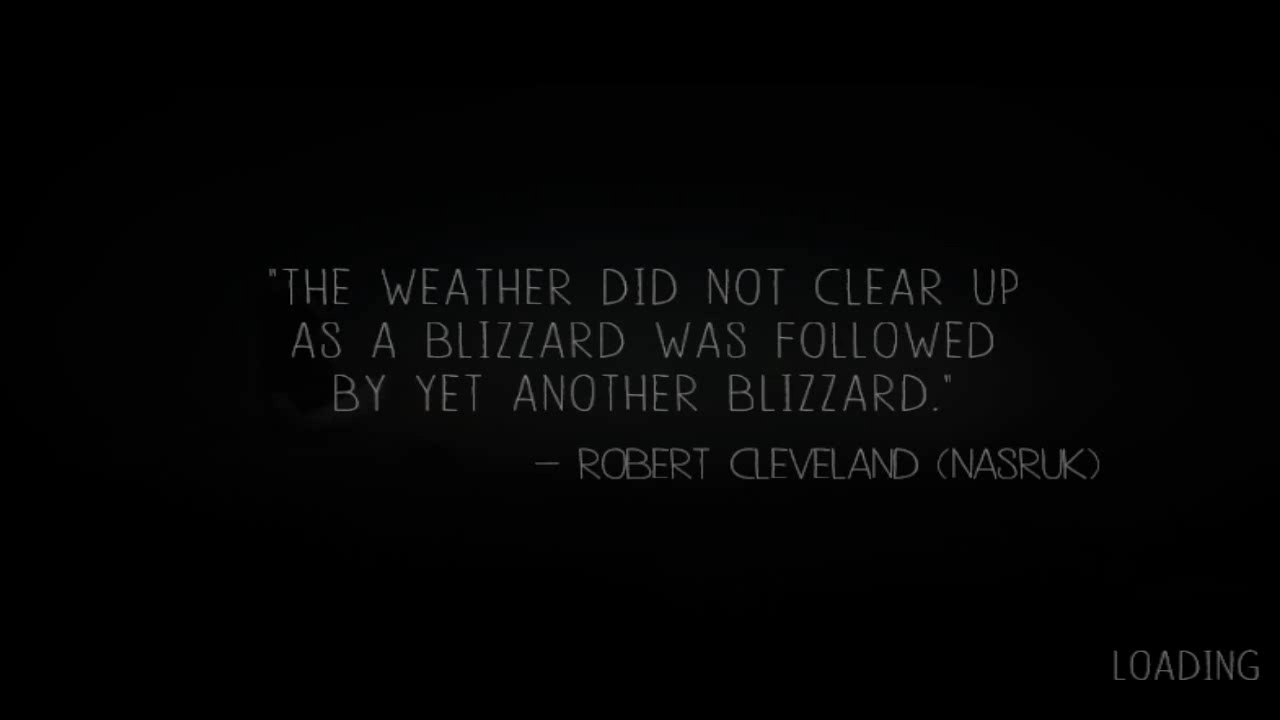 "THE WEATHER DID NOT CLEAR UP
AS A BLIZZARD WAS FOLLOWED
BY YET ANOTHER BLIZZARD."
– ROBERT CLEVELAND (NASRUK)
LOADING